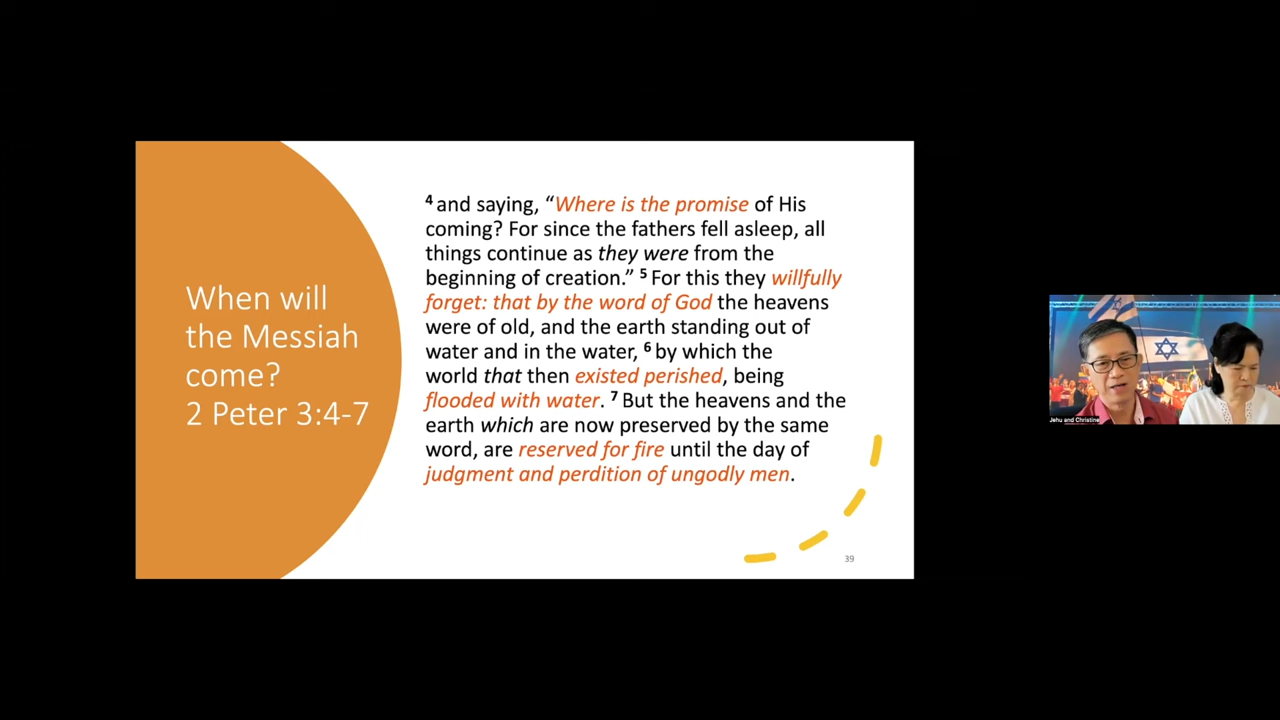 When will
the Messiah
come?
2 Peter 3:4-7
4 and saying, “Where is the promise of His
coming? For since the fathers fell asleep, all
things continue as they were from the
beginning of creation.” 5 For this they willfully
forget: that by the word of God the heavens
were of old, and the earth standing out of
water and in the water, 6 by which the
world that then existed perished, being
flooded with water. 7 But the heavens and the
earth which are now preserved by the same
word, are reserved for fire until the day of
judgment and perdition of ungodly men.
39
Jehu and Christine